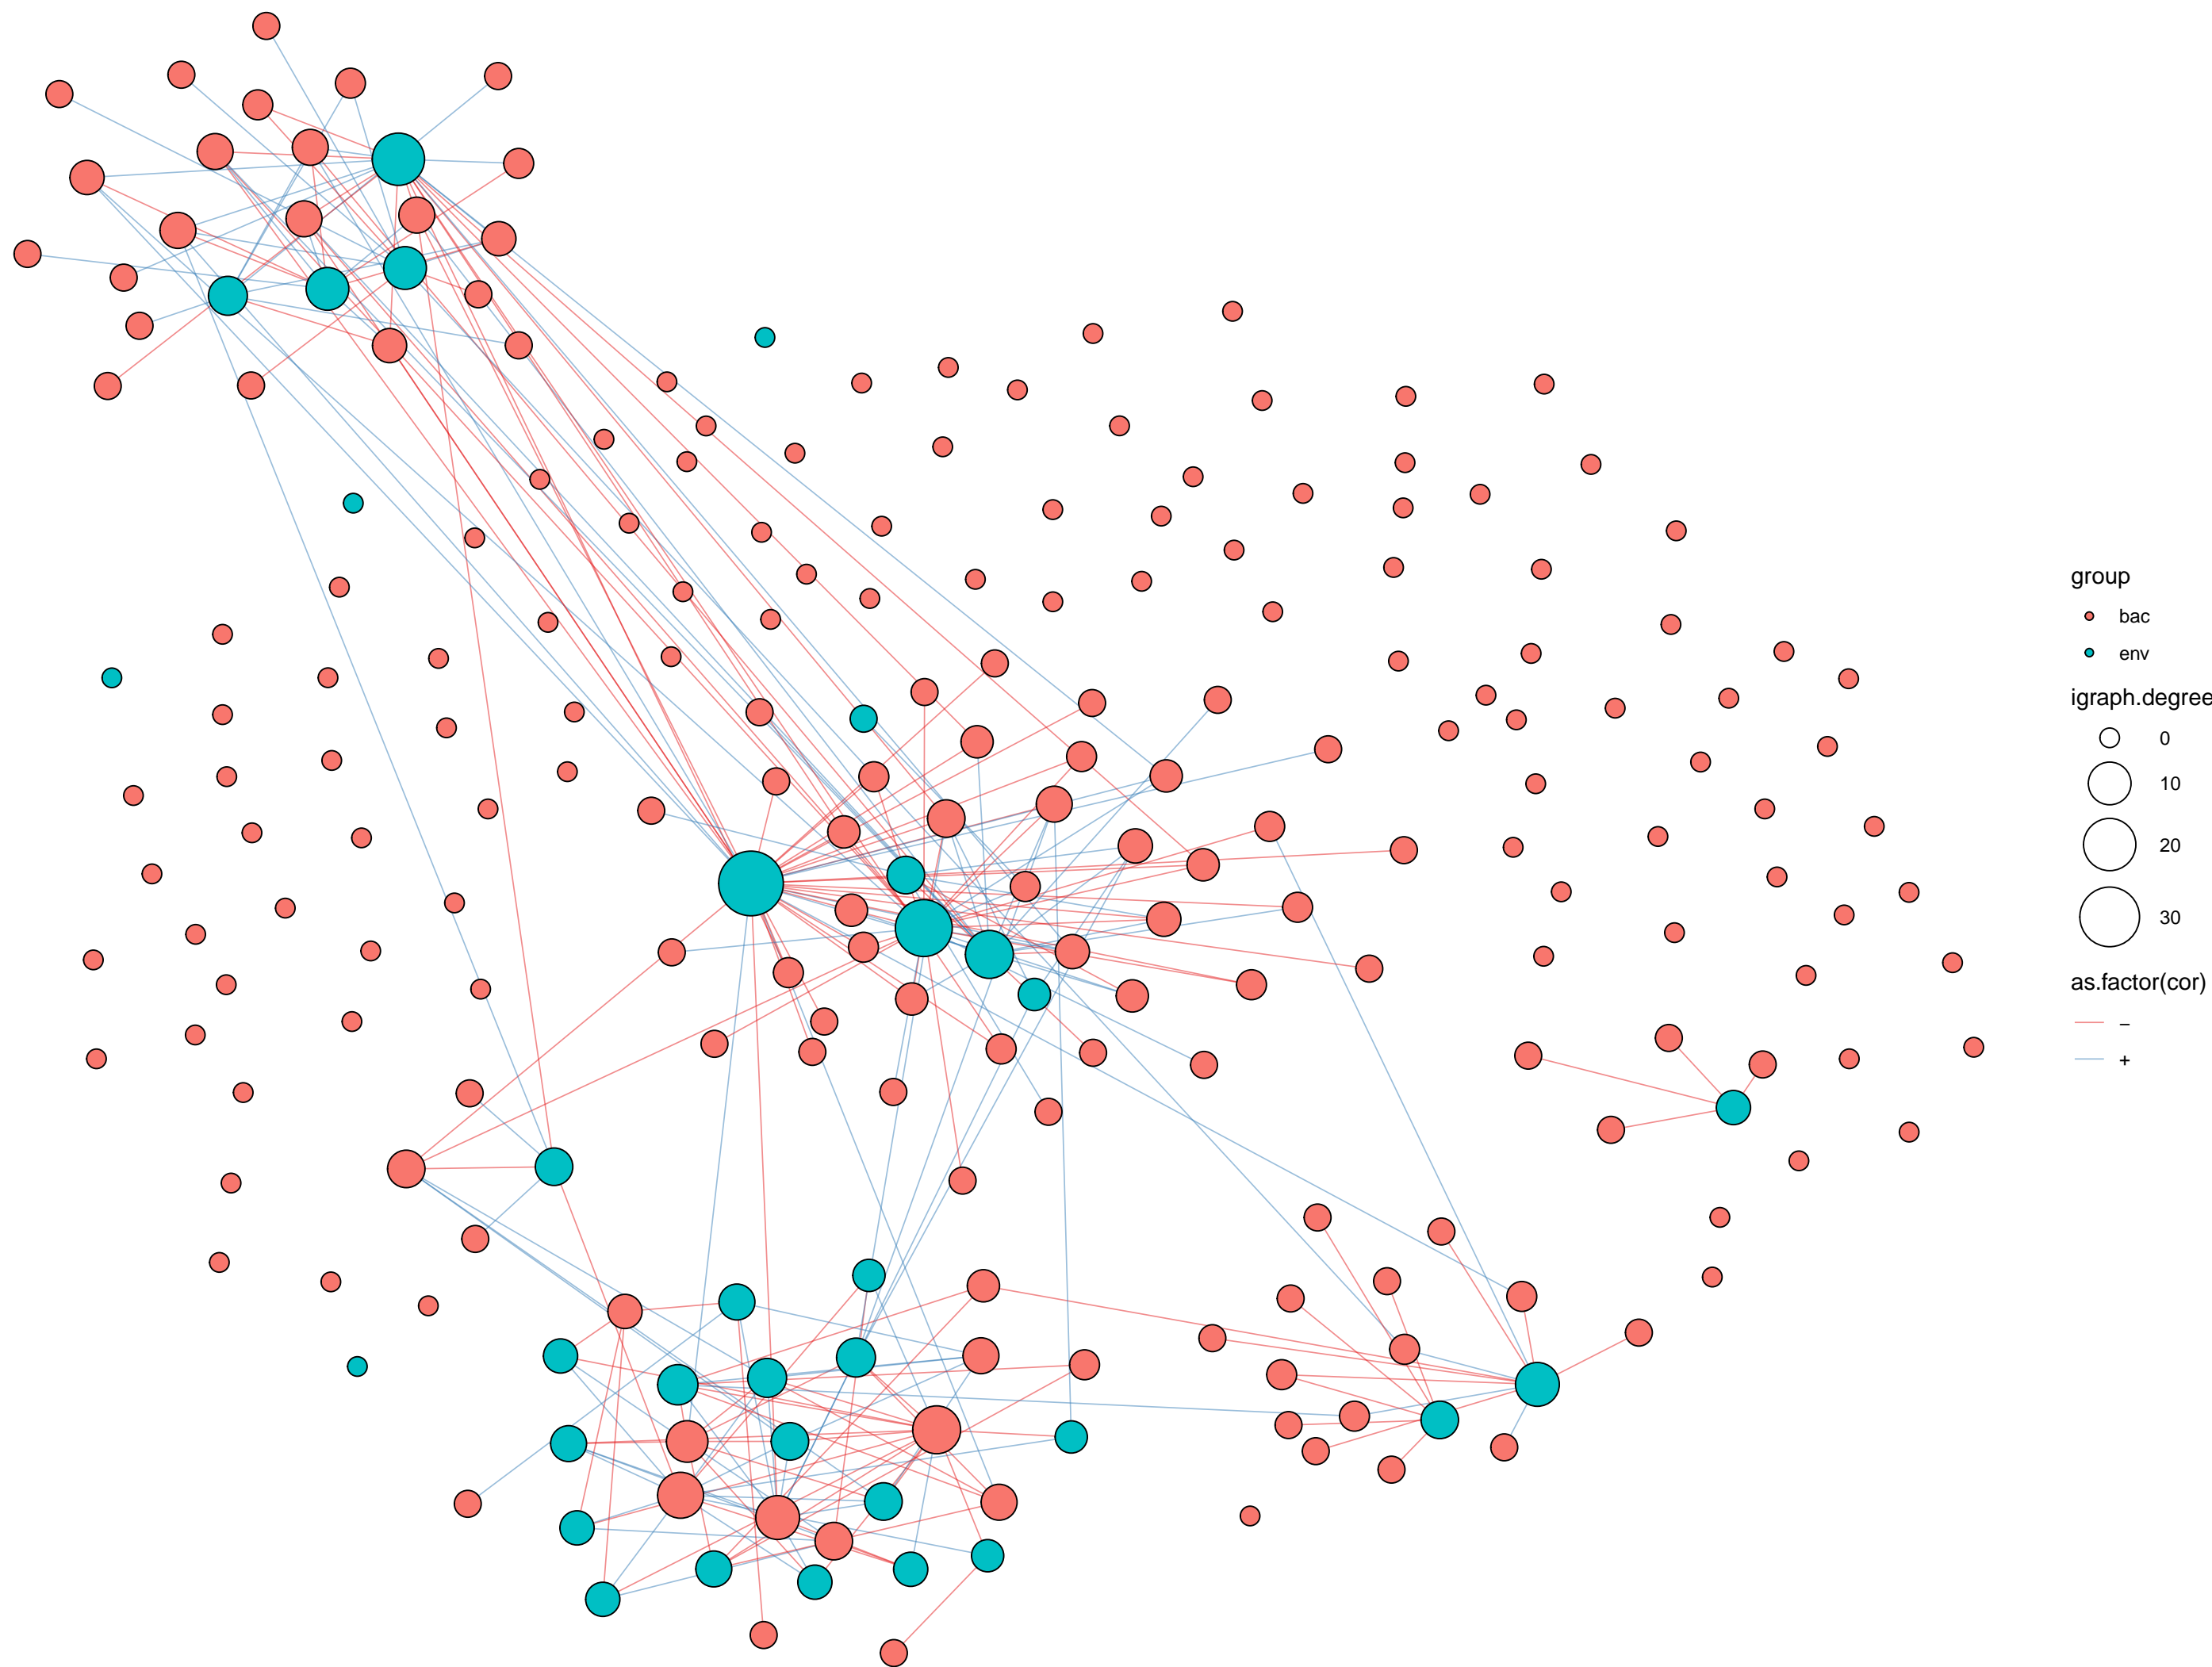 group
bac
env
igraph.degree
0
10
20
30
as.factor(cor)
−
+